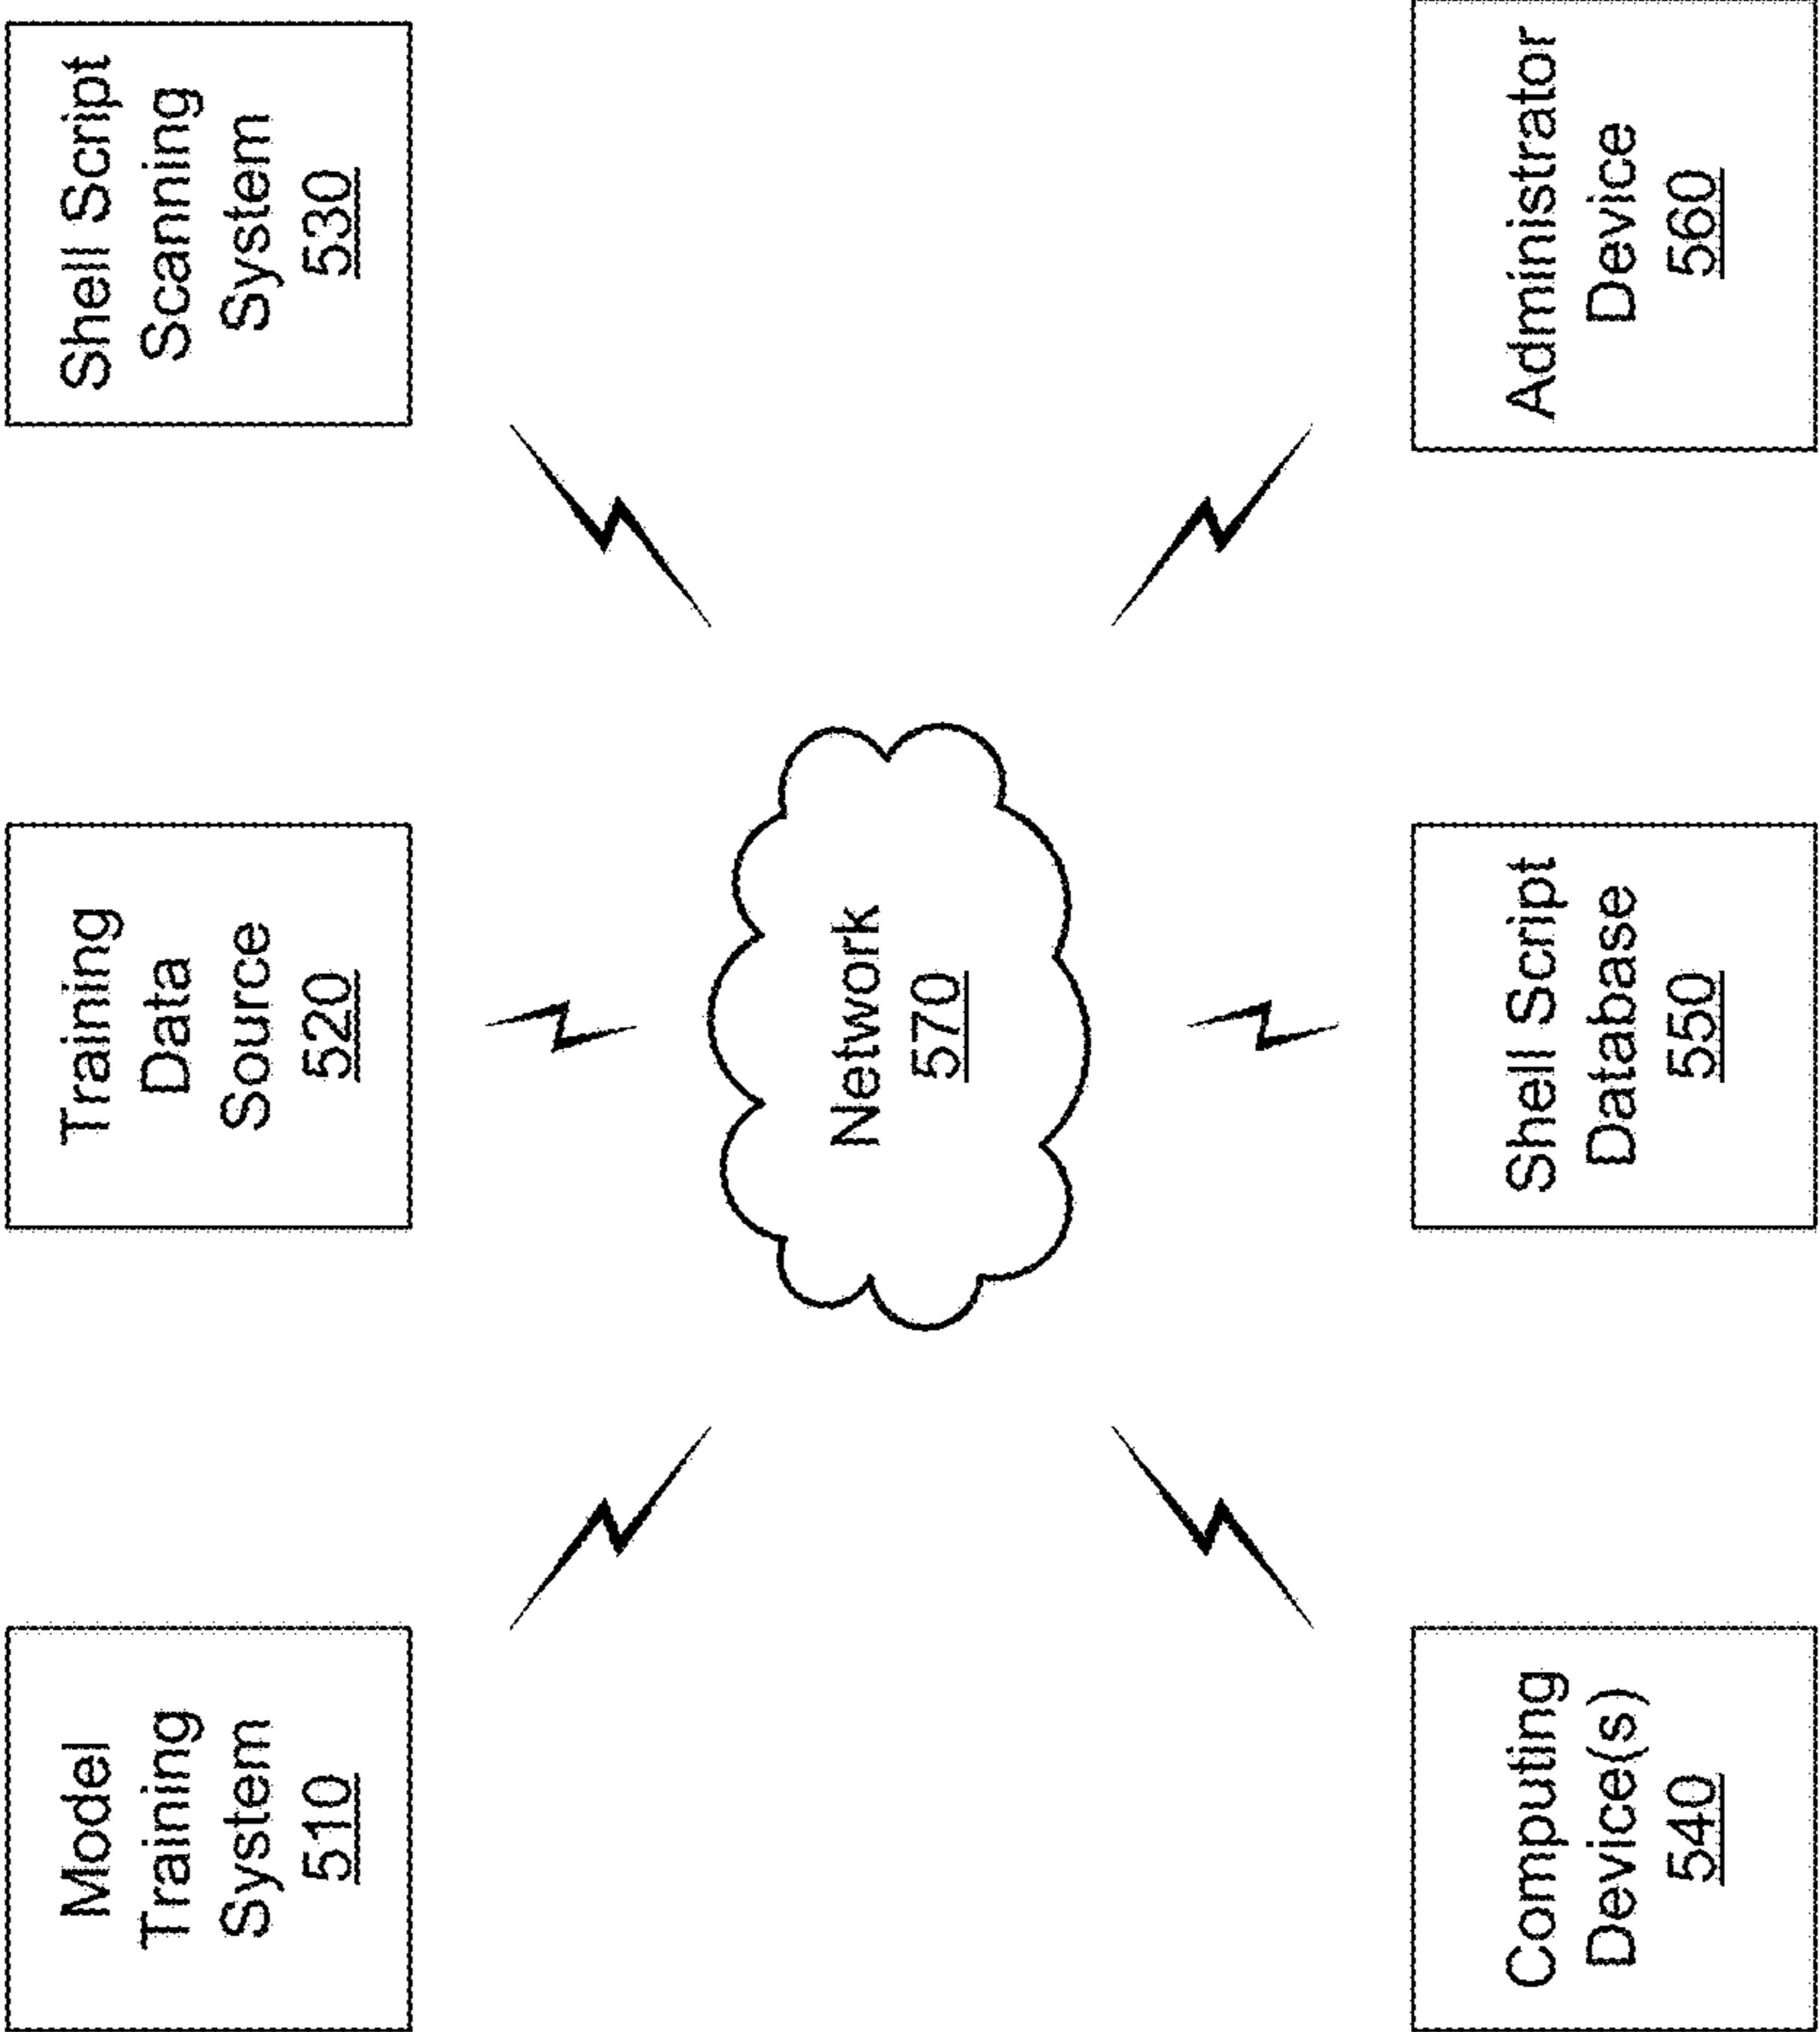 Model
Training
System
510
Training
Data
Source
520
Shell Script
Scanning
System
530
Network
570
Computing
Device(s)
540
Shell Script
Database
550
Administrator
Device
560